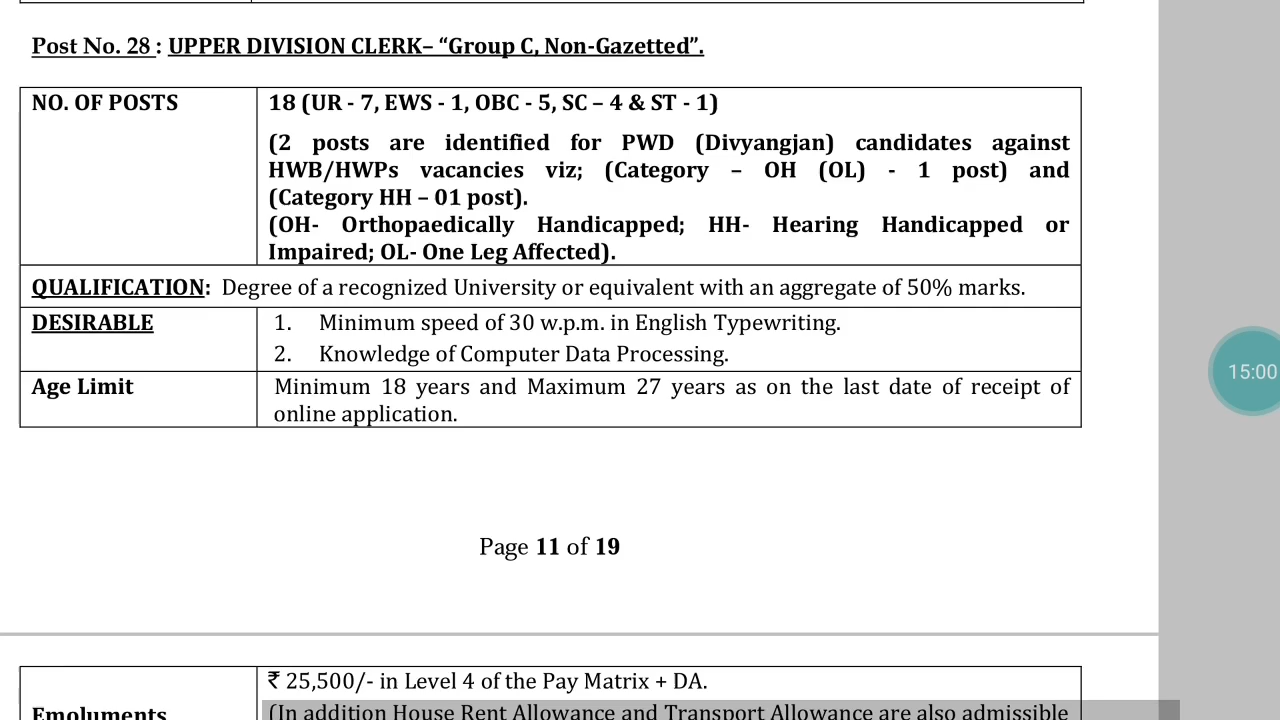 Post No. 28 : UPPER DIVISION CLERK– “Group C, Non-Gazetted”.
NO. OF POSTS
18 (UR - 7, EWS - 1, OBC - 5, SC – 4 & ST - 1)
(2 posts are identified for PWD (Divyangjan) candidates against
HWB/HWPs vacancies viz; (Category – OH (OL) - 1 post) and
(Category HH – 01 post).
(OH- Orthopaedically Handicapped; HH- Hearing Handicapped or
Impaired; OL- One Leg Affected).
QUALIFICATION: Degree of a recognized University or equivalent with an aggregate of 50% marks.
DESIRABLE
1. Minimum speed of 30 w.p.m. in English Typewriting.
2. Knowledge of Computer Data Processing.
Age Limit
Minimum 18 years and Maximum 27 years as on the last date of receipt of
online application.
15:00
Page 11 of 19
Emoluments
₹ 25,500/- in Level 4 of the Pay Matrix + DA.
(In addition House Rent Allowance and Transport Allowance are also admissible